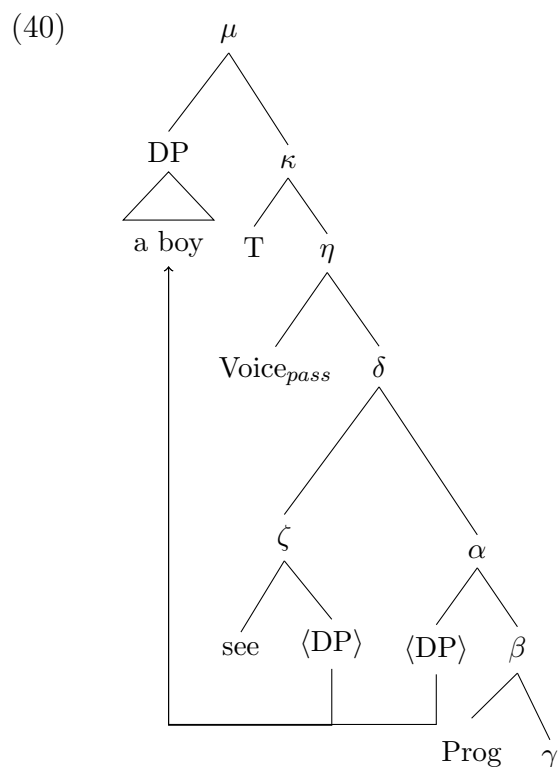 (40)
μ
DP κ
a boy T η
Voice_pass δ
ζ α
see ⟨DP⟩ ⟨DP⟩ β
Prog γ